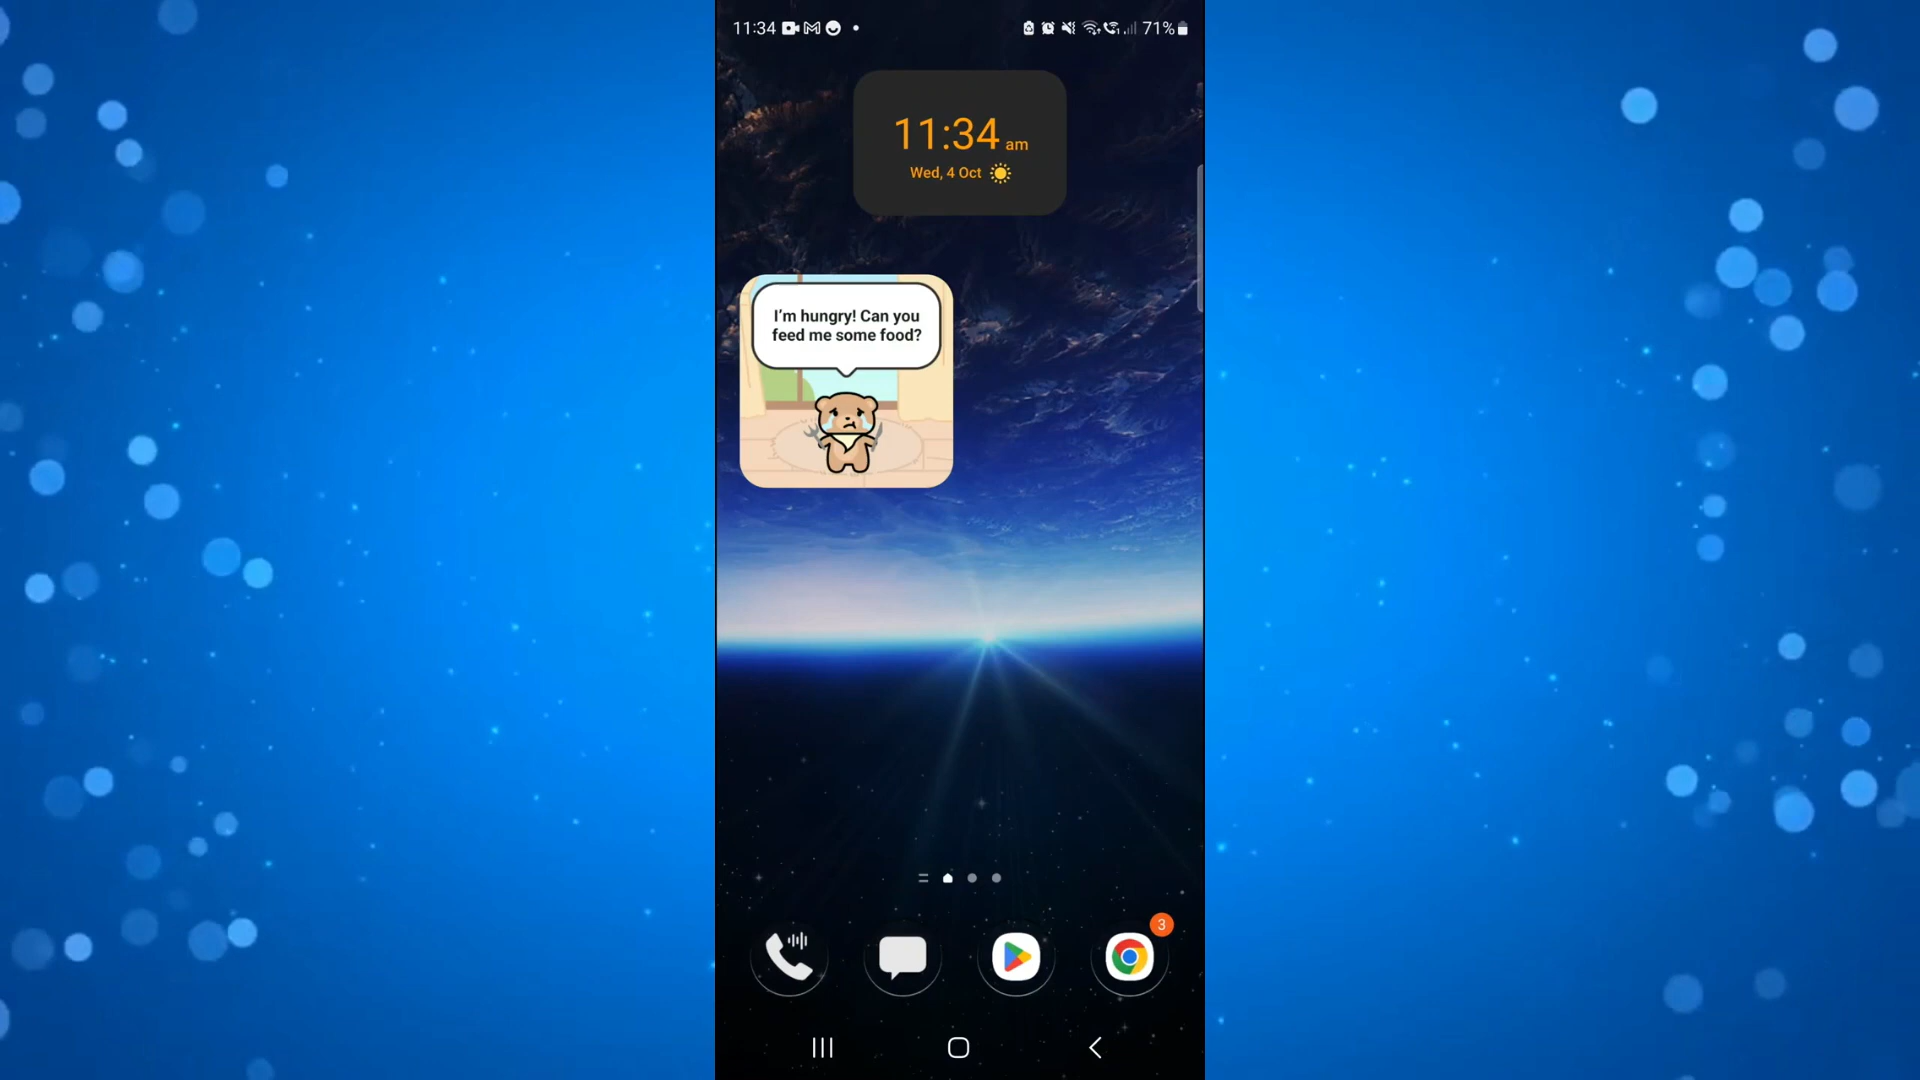 11:34
71%
11:34 am
Wed, 4 Oct
I'm hungry! Can you
feed me some food?
3